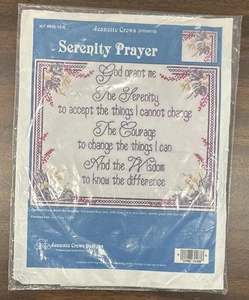 Jeanette Crews presents
Serenity Prayer
God grant me
The Serenity
to accept the things I cannot change
The Courage
to change the things I can
And the Wisdom
to know the difference
Jeanette Crews Designs